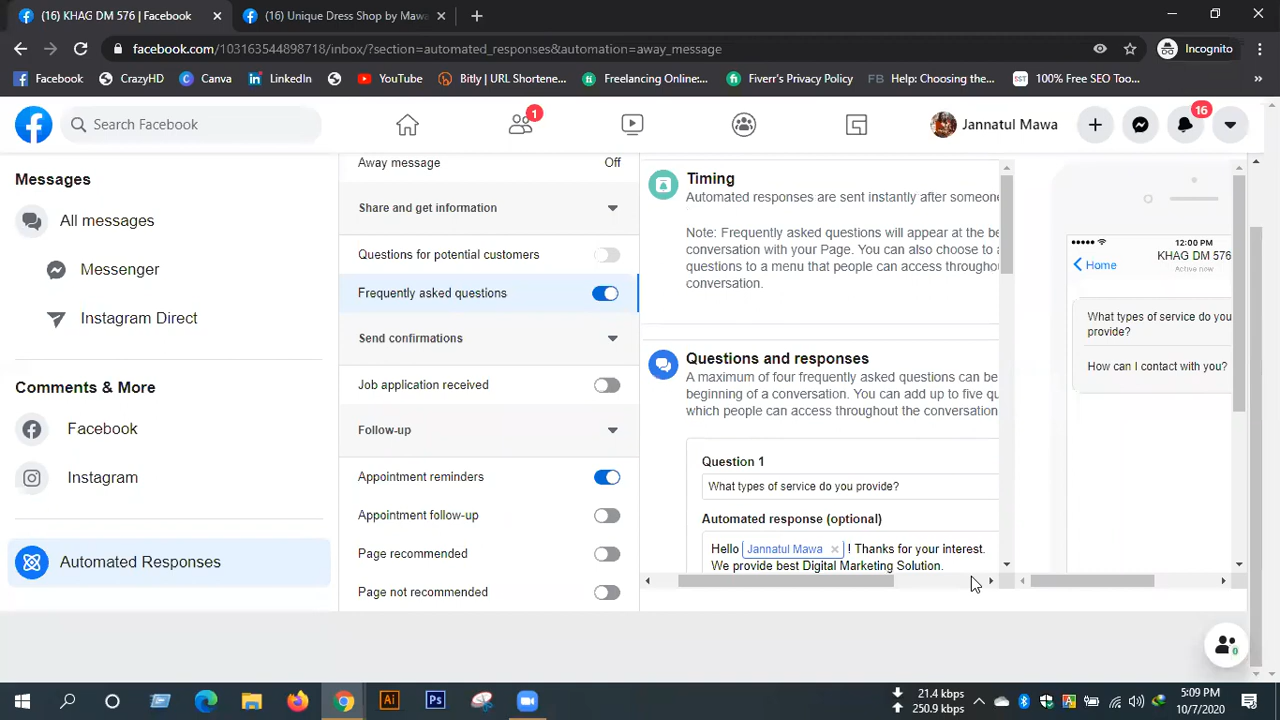 (16) KHAG DM 576 | Facebook
(16) Unique Dress Shop by Mawa
facebook.com/103163544898718/inbox/?section=automated_responses&automation=away_message
Incognito
Facebook
CrazyHD
Canva
LinkedIn
YouTube
Bitly | URL Shortene...
Freelancing Online:...
Fiverr's Privacy Policy
FB Help: Choosing the...
SST 100% Free SEO Too...
Search Facebook
1
Jannatul Mawa
16
Messages
All messages
Messenger
Instagram Direct
Comments & More
Facebook
Instagram
Automated Responses
Away message Off
Share and get information
Questions for potential customers
Frequently asked questions
Send confirmations
Job application received
Follow-up
Appointment reminders
Appointment follow-up
Page recommended
Page not recommended
Timing
Automated responses are sent instantly after someone
Note: Frequently asked questions will appear at the be
conversation with your Page. You can also choose to a
questions to a menu that people can access throughou
conversation.
Questions and responses
A maximum of four frequently asked questions can be
beginning of a conversation. You can add up to five qu
which people can access throughout the conversation
Question 1
What types of service do you provide?
Automated response (optional)
Hello Jannatul Mawa × ! Thanks for your interest.
We provide best Digital Marketing Solution.
12:00 PM
Home
KHAG DM 576
Active now
What types of service do you
provide?
How can I contact with you?
0
Ai
Ps
21.4 kbps
250.9 kbps
5:09 PM
10/7/2020